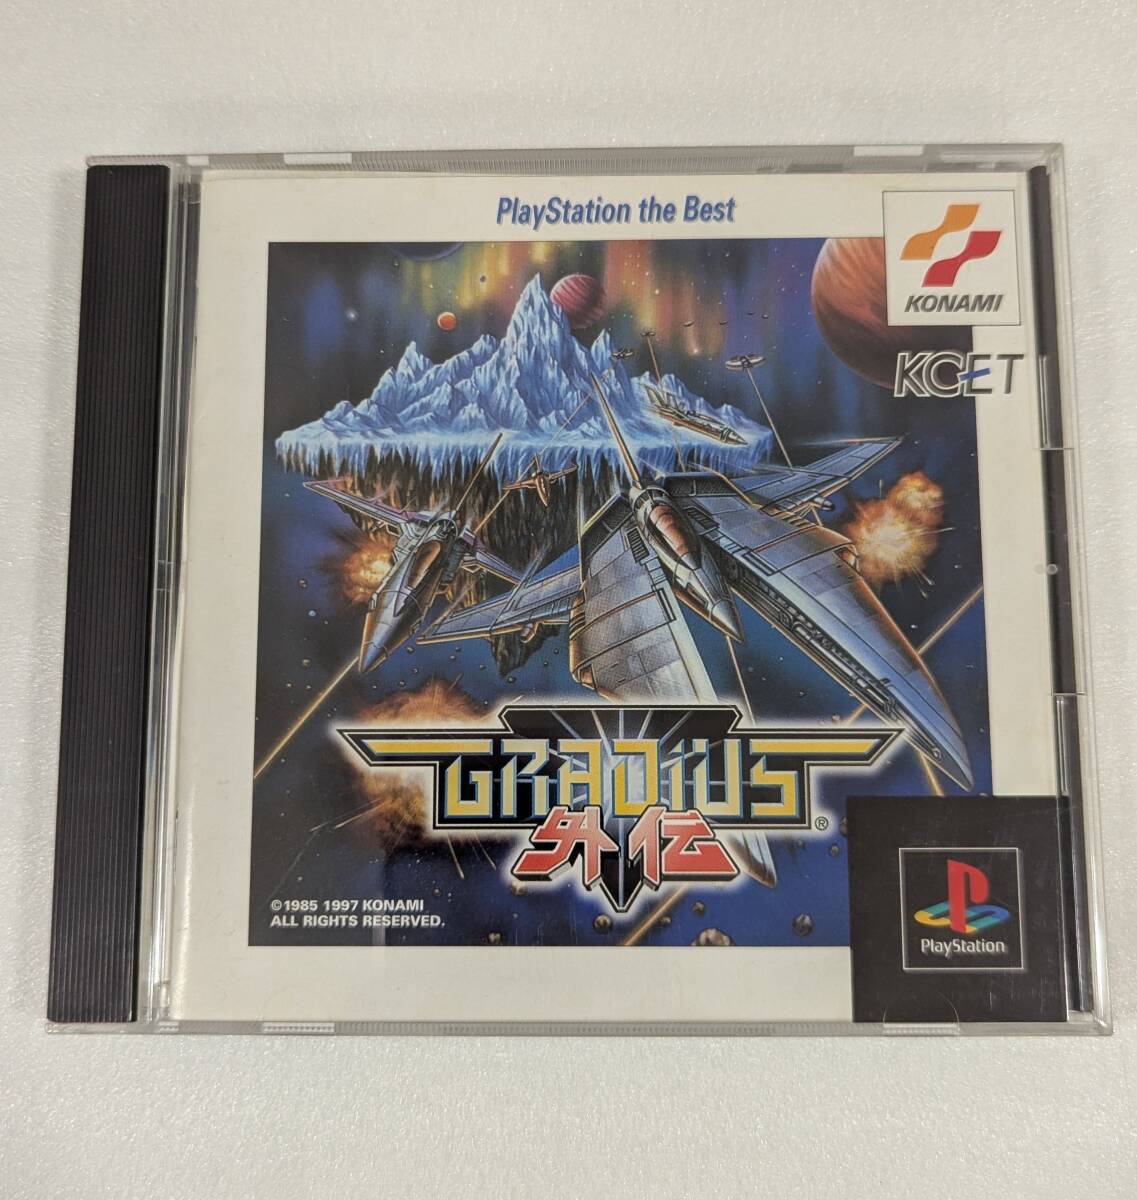 PlayStation the Best
KONAMI
KCET
GRADIUS
®
外伝
©1985 1997 KONAMI
ALL RIGHTS RESERVED.
PlayStation